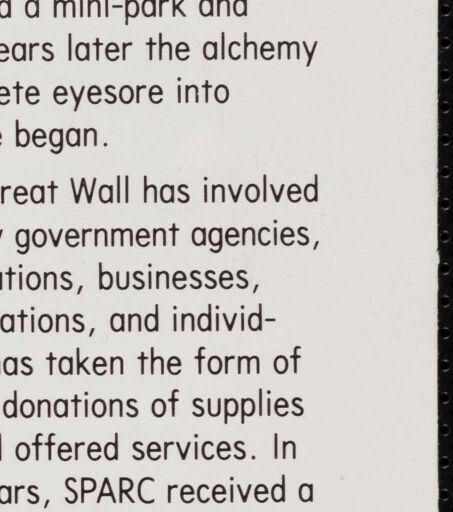 a mini-park and
ears later the alchemy
ete eyesore into
e began.
reat Wall has involved
y government agencies,
ations, businesses,
ations, and individ-
as taken the form of
donations of supplies
offered services. In
ars, SPARC received a